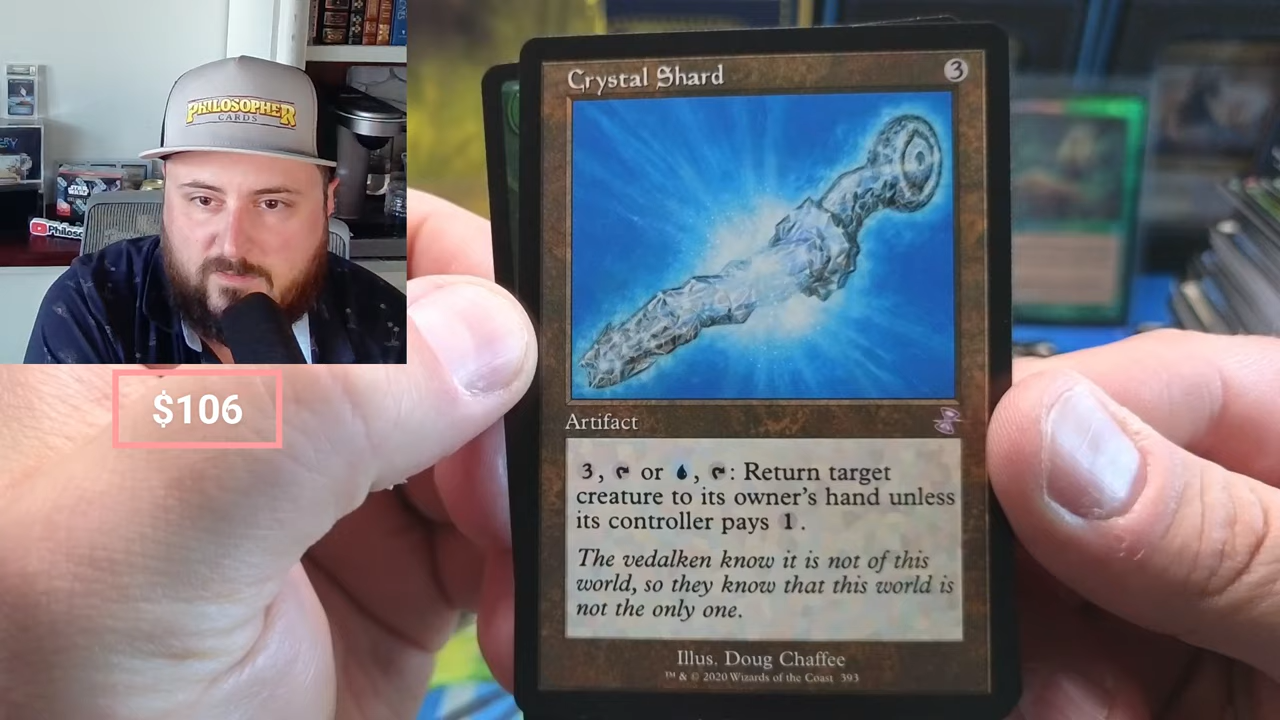 PHILOSOPHER
CARDS
Philoso
$106
Crystal Shard
3
Artifact
3, or , : Return target
creature to its owner's hand unless
its controller pays 1.
The vedalken know it is not of this
world, so they know that this world is
not the only one.
Illus. Doug Chaffee
™ & © 2020 Wizards of the Coast 393